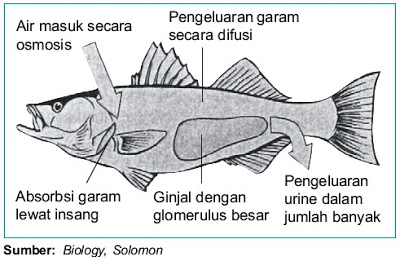 Air masuk secara
osmosis
Pengeluaran garam
secara difusi
Absorbsi garam
lewat insang
Ginjal dengan
glomerulus besar
Pengeluaran
urine dalam
jumlah banyak
Sumber: Biology, Solomon